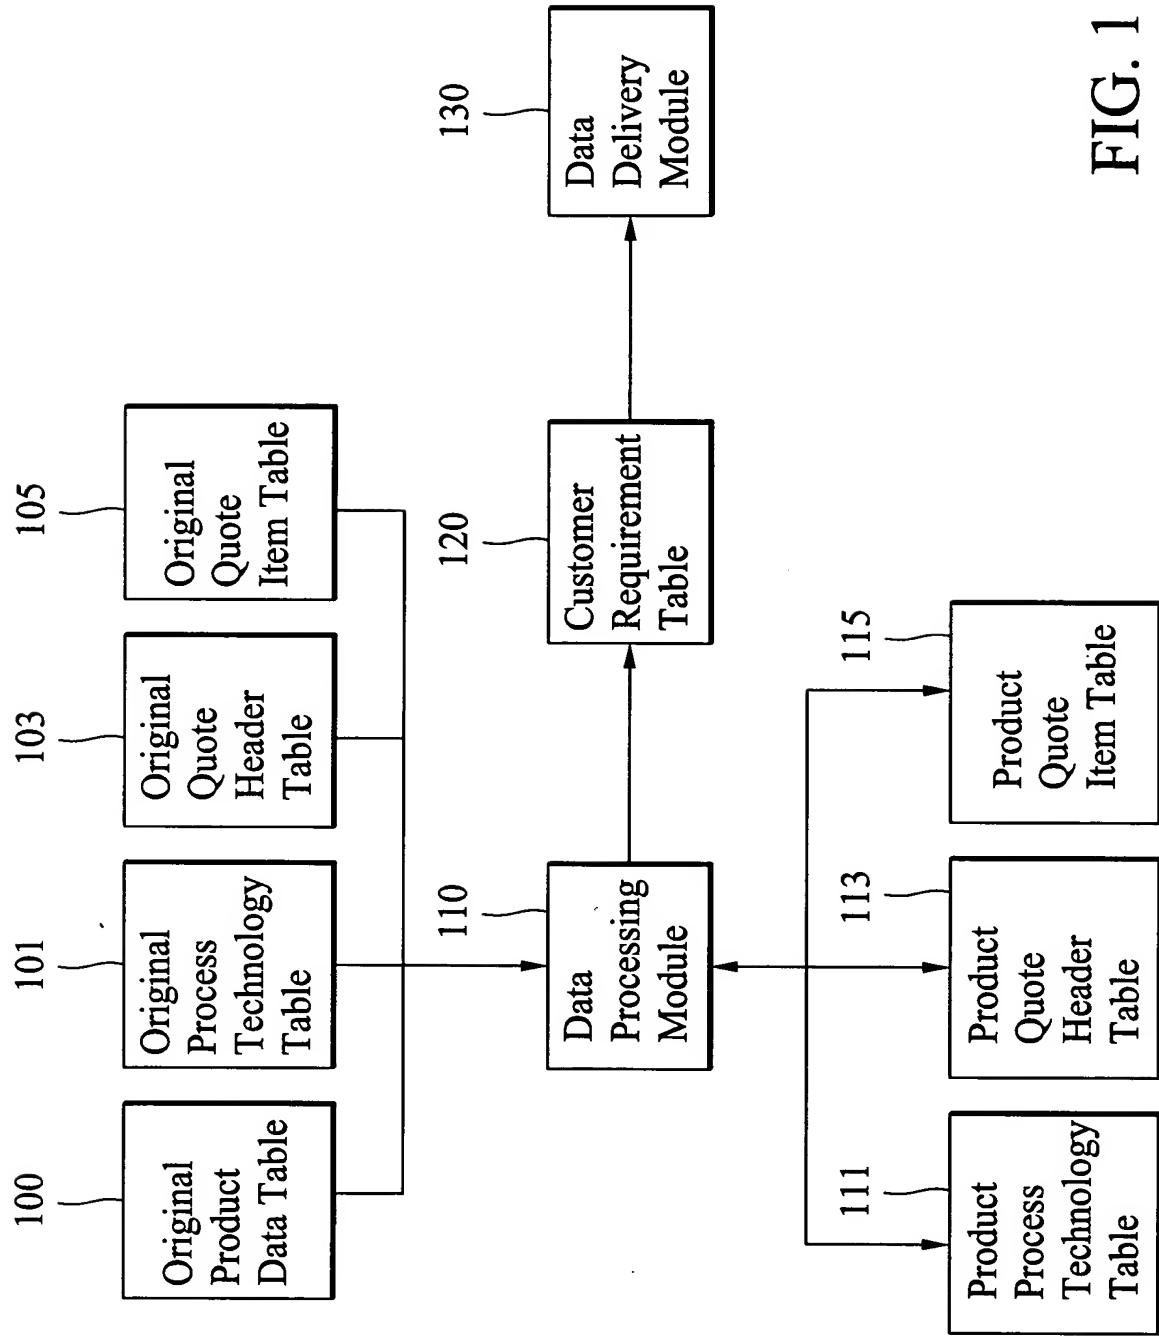 100
Original
Product
Data Table
101
Original
Process
Technology
Table
103
Original
Quote
Header
Table
105
Original
Quote
Item Table
110
Data
Processing
Module
120
Customer
Requirement
Table
130
Data
Delivery
Module
111
Product
Process
Technology
Table
113
Product
Quote
Header
Table
115
Product
Quote
Item Table
FIG. 1